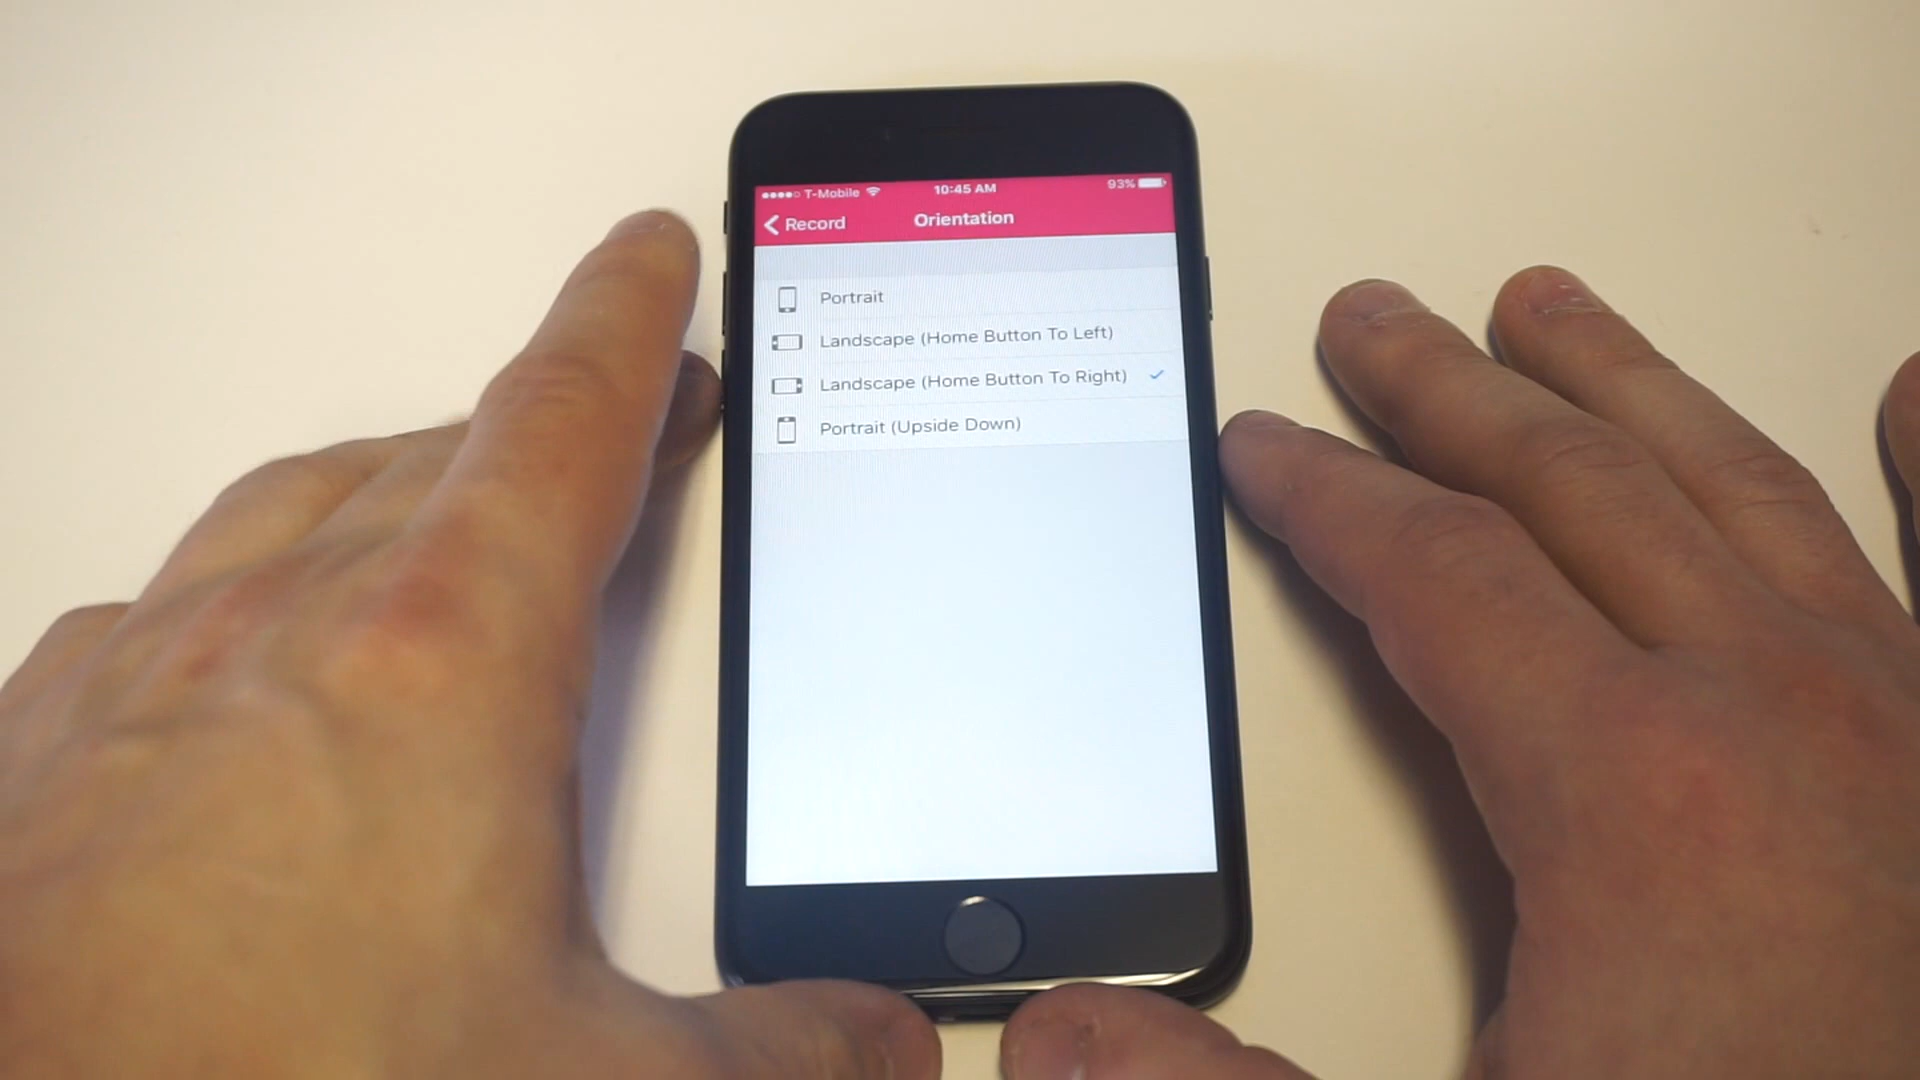 T-Mobile 10:45 AM 93%
Record Orientation
Portrait
Landscape (Home Button To Left)
Landscape (Home Button To Right)
Portrait (Upside Down)